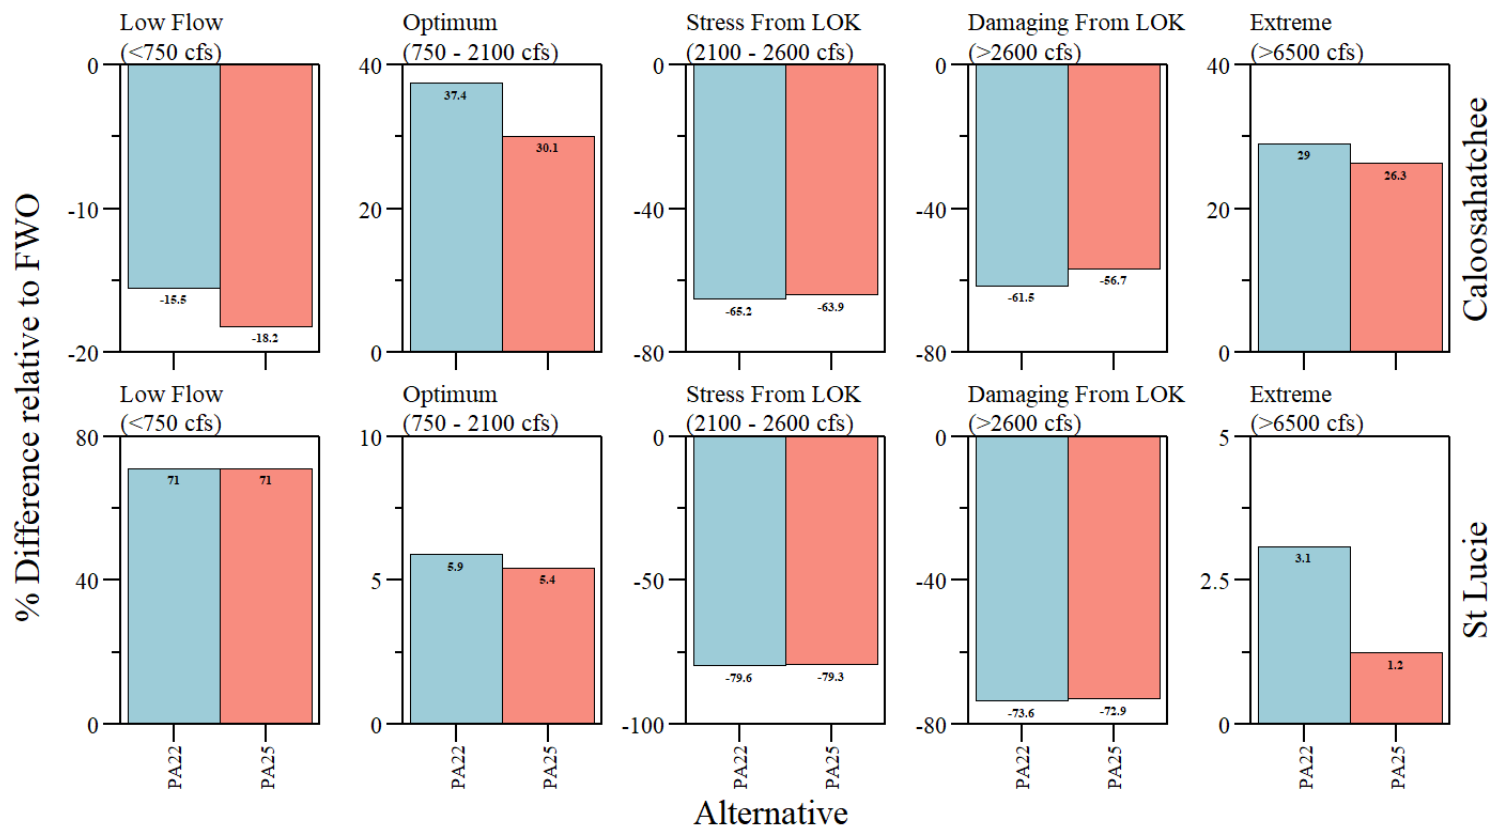 Low Flow
(<750 cfs)
Optimum
(750 - 2100 cfs)
Stress From LOK
(2100 - 2600 cfs)
Damaging From LOK
(>2600 cfs)
Extreme
(>6500 cfs)
0
-10
-20
-15.5
-18.2
40
20
0
37.4
30.1
0
-40
-80
-65.2
-63.9
0
-40
-80
-61.5
-56.7
40
20
0
29
26.3
Caloosahatchee
% Difference relative to FWO
Low Flow
(<750 cfs)
Optimum
(750 - 2100 cfs)
Stress From LOK
(2100 - 2600 cfs)
Damaging From LOK
(>2600 cfs)
Extreme
(>6500 cfs)
80
40
0
71
71
10
5
0
5.9
5.4
0
-50
-100
-79.6
-79.3
0
-40
-80
-73.6
-72.9
5
2.5
0
3.1
1.2
St Lucie
PA22
PA25
PA22
PA25
PA22
PA25
PA22
PA25
PA22
PA25
Alternative